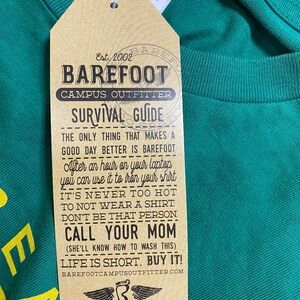 Est. 2002
BAREFOOT
CAMPUS OUTFITTER
SURVIVAL GUIDE
THE ONLY THING THAT MAKES A
GOOD DAY BETTER IS BAREFOOT
After an hour on your laptop
you can use it to iron your shirt
IT'S NEVER TOO HOT
TO NOT WEAR A SHIRT
DON'T BE THAT PERSON
CALL YOUR MOM
(SHE'LL KNOW HOW TO WASH THIS)
LIFE IS SHORT. BUY IT!
BAREFOOTCAMPUSOUTFITTER.COM